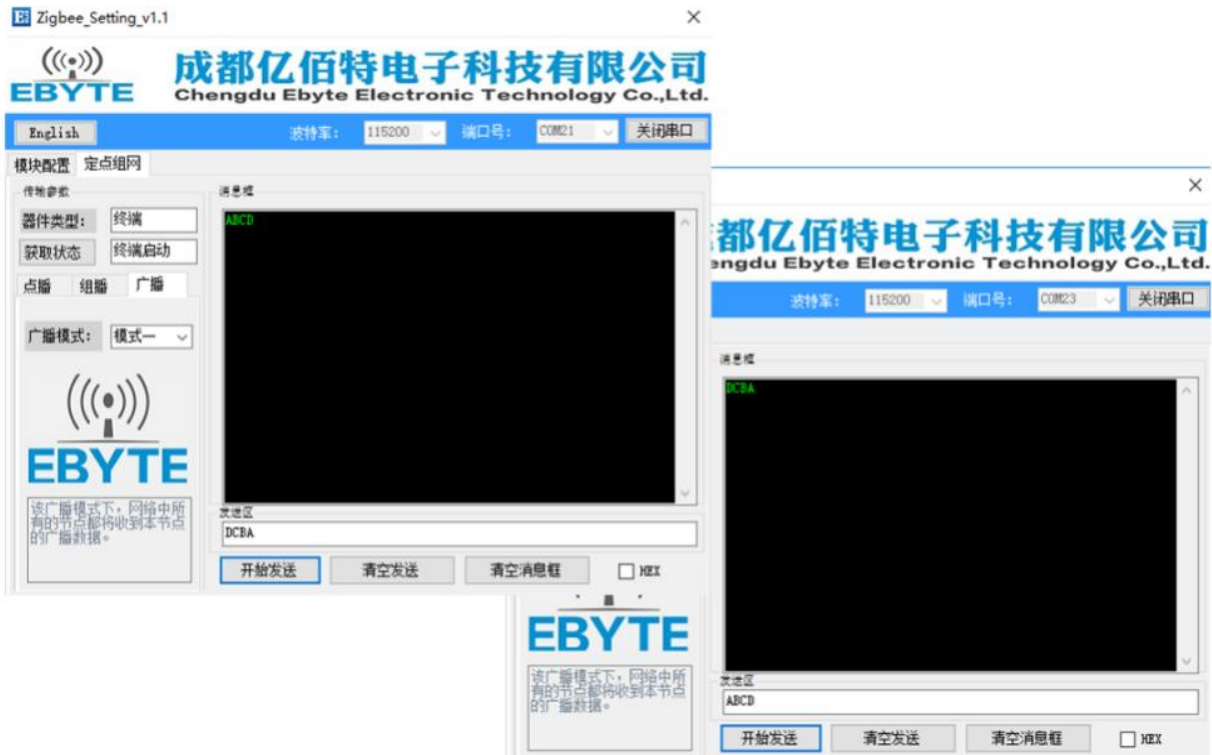 Zigbee_Setting_v1.1
EBYTE
成都亿佰特电子科技有限公司
Chengdu Ebyte Electronic Technology Co.,Ltd.
English
波特率: 115200
端口号: COM21
关闭串口
模块配置 定点组网
传输参数
器件类型: 终端
获取状态 终端启动
点播 组播 广播
广播模式: 模式一
EBYTE
该广播模式下，网络中所
有的节点都将收到本节点
的广播数据。
消息框
ABCD
发送区
DCBA
开始发送 清空发送 清空消息框 HEX
都亿佰特电子科技有限公司
engdu Ebyte Electronic Technology Co.,Ltd.
波特率: 115200
端口号: COM23
关闭串口
消息框
DCBA
EBYTE
该广播模式下，网络中所
有的节点都将收到本节点
的广播数据。
发送区
ABCD
开始发送 清空发送 清空消息框 HEX